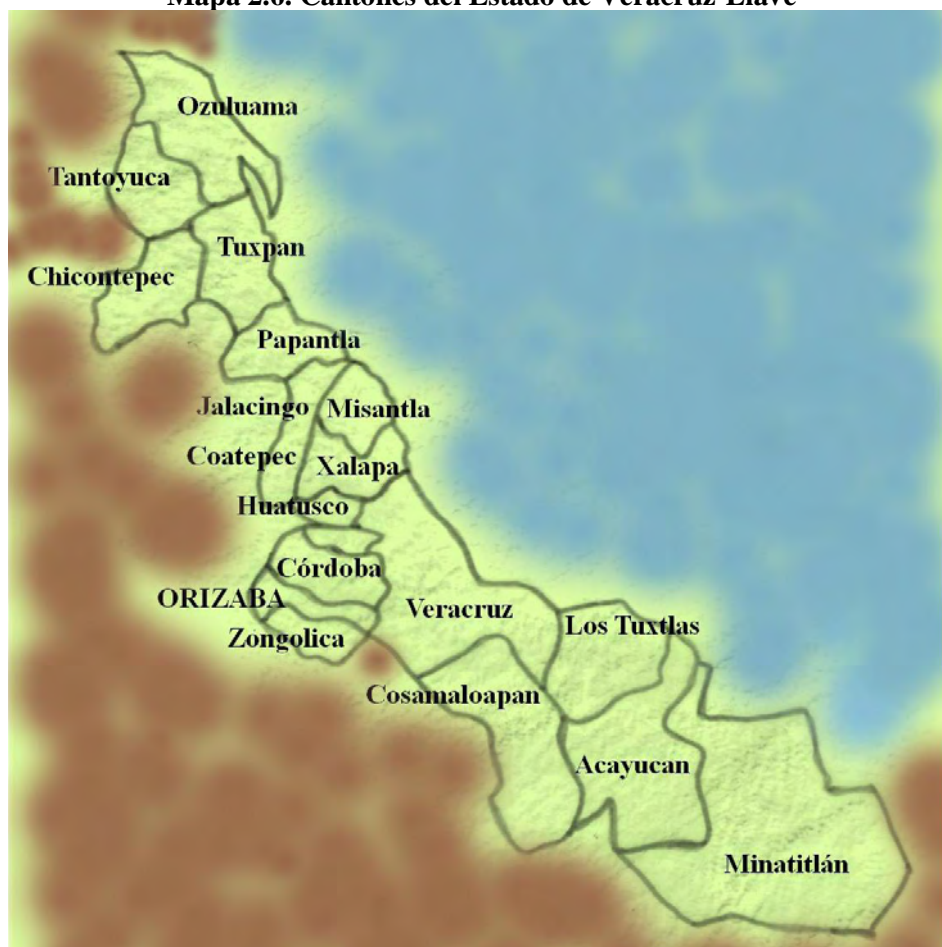 Mapa 2.6. Cantones del Estado de Veracruz-Llave
Ozuluama
Tantoyuca
Tuxpan
Chicontepec
Papantla
Jalacingo
Misantla
Coatepec
Xalapa
Huatusco
Córdoba
ORIZABA
Veracruz
Los Tuxtlas
Zongolica
Cosamaloapan
Acayucan
Minatitlán